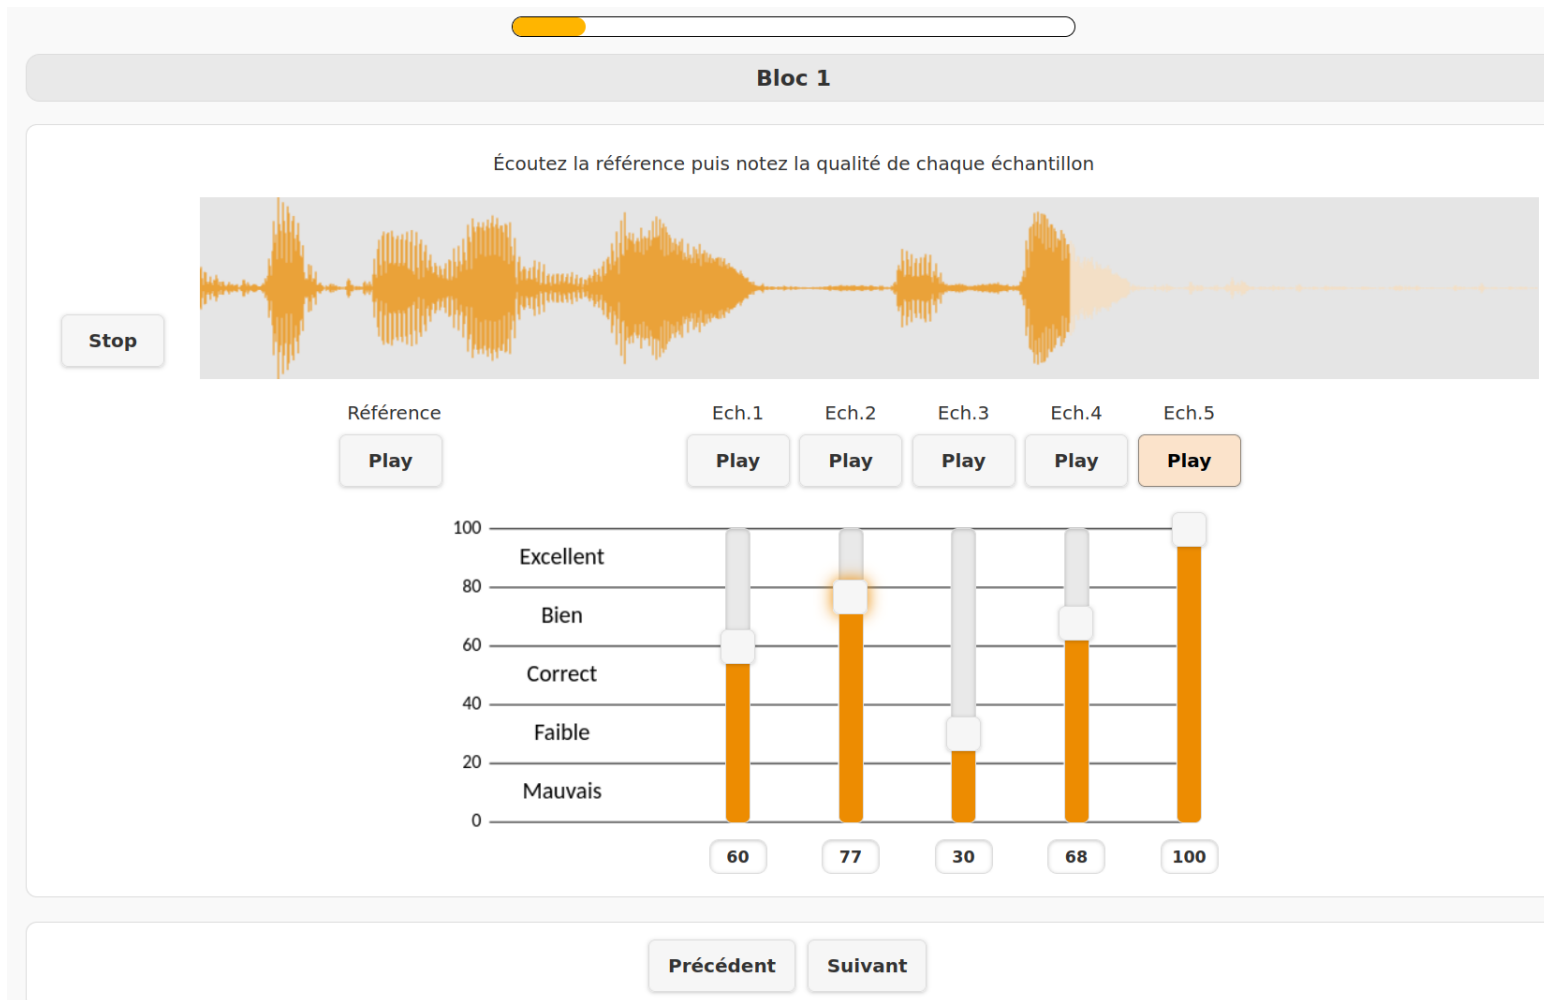 Bloc 1
Écoutez la référence puis notez la qualité de chaque échantillon
Stop
Référence Ech.1 Ech.2 Ech.3 Ech.4 Ech.5
Play Play Play Play Play Play
100
Excellent
80
Bien
60
Correct
40
Faible
20
Mauvais
0
60 77 30 68 100
Précédent Suivant